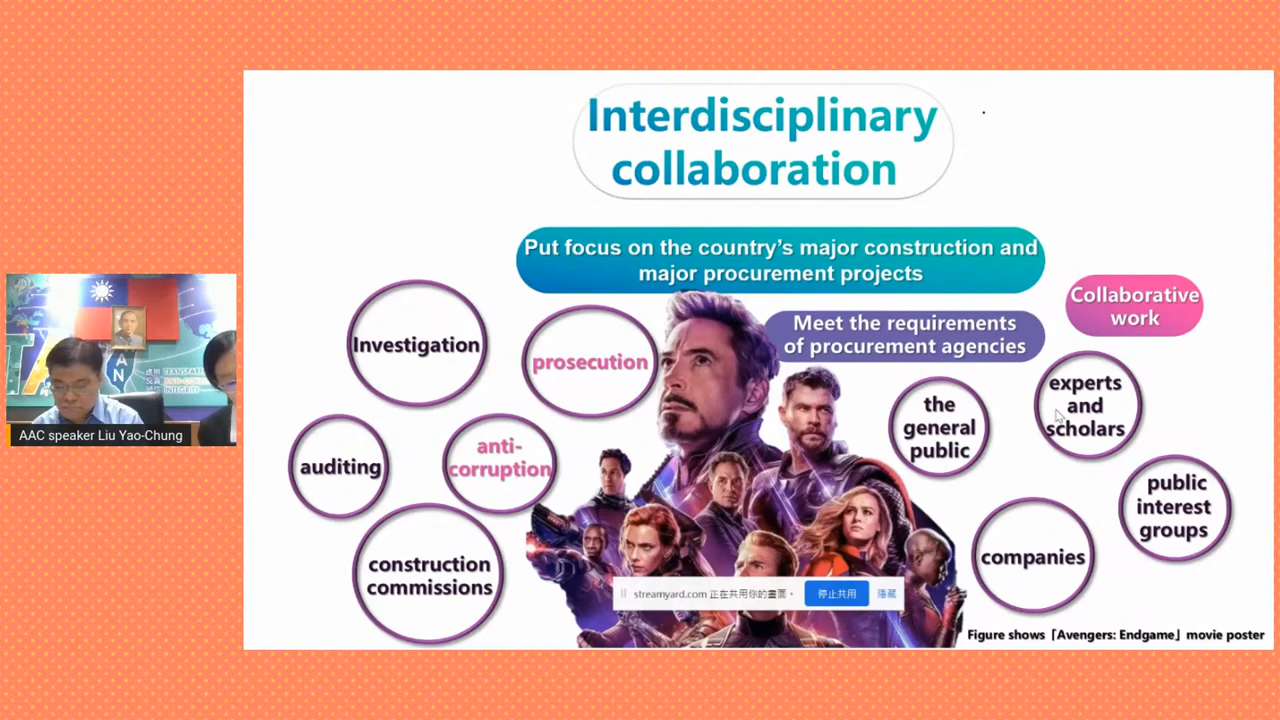 Interdisciplinary
collaboration
Put focus on the country's major construction and
major procurement projects
Meet the requirements
of procurement agencies
Collaborative
work
Investigation
prosecution
auditing
anti-
corruption
construction
commissions
the
general
public
experts
and
scholars
public
interest
groups
companies
streamyard.com 正在共用你的畫面。
停止共用
隱藏
Figure shows「Avengers: Endgame」movie poster
AAC speaker Liu Yao-Chung